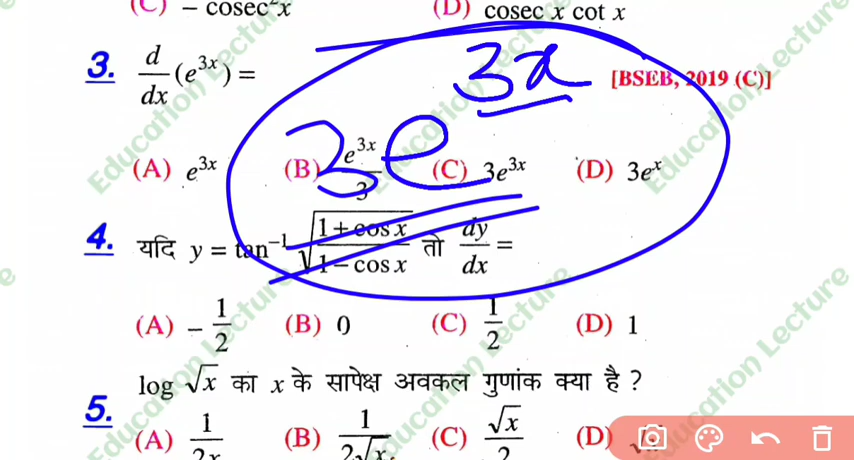 (C) − cosec²x (D) cosec x cot x
3. d/dx (e^{3x}) = [BSEB, 2019 (C)]
3e^{3x}
(A) e^{3x} (B) e^{3x}/3 (C) 3e^{3x} (D) 3e^x
4. यदि y = tan⁻¹ √((1 + cos x)/(1 − cos x)) तो dy/dx =
(A) − 1/2 (B) 0 (C) 1/2 (D) 1
5. log √x का x के सापेक्ष अवकल गुणांक क्या है ?
(A) 1/2x (B) 1/2√x (C) √x/2 (D)
Education Lecture